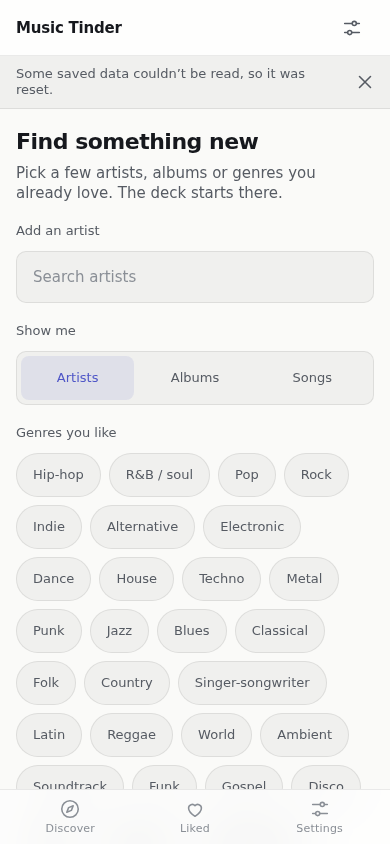 Music Tinder
Some saved data couldn’t be read, so it was
reset.
Find something new
Pick a few artists, albums or genres you
already love. The deck starts there.
Add an artist
Search artists
Show me
Artists Albums Songs
Genres you like
Hip-hop R&B / soul Pop Rock
Indie Alternative Electronic
Dance House Techno Metal
Punk Jazz Blues Classical
Folk Country Singer-songwriter
Latin Reggae World Ambient
Soundtrack Funk Gospel Disco
Discover Liked Settings